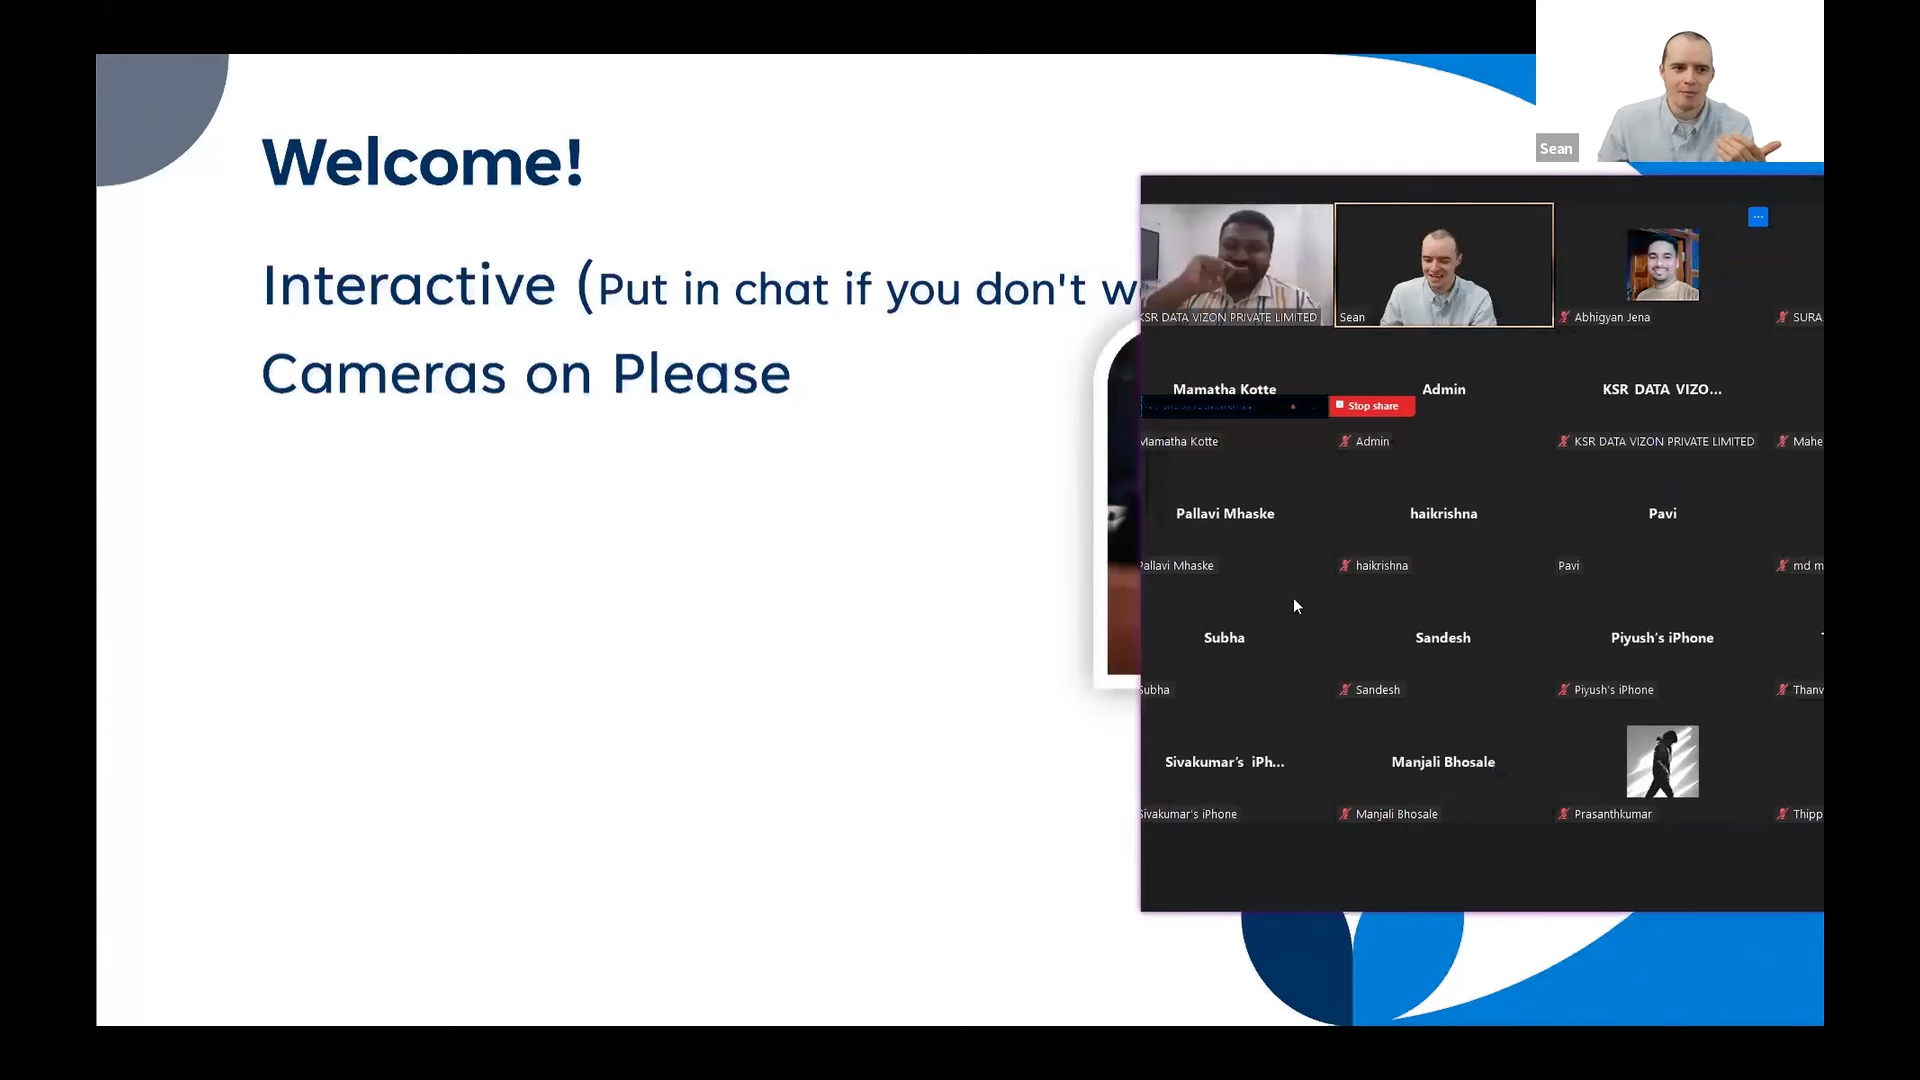 Sean
Welcome!
Interactive (Put in chat if you don't w
Cameras on Please
...
KSR DATA VIZON PRIVATE LIMITED
Sean
Abhigyan Jena
SURA
Mamatha Kotte
Admin
KSR DATA VIZO...
Stop share
Mamatha Kotte
Admin
KSR DATA VIZON PRIVATE LIMITED
Mahe
Pallavi Mhaske
haikrishna
Pavi
Pallavi Mhaske
haikrishna
Pavi
md m
Subha
Sandesh
Piyush's iPhone
Subha
Sandesh
Piyush's iPhone
Thanv
Sivakumar's iPh...
Manjali Bhosale
Sivakumar's iPhone
Manjali Bhosale
Prasanthkumar
Thipp